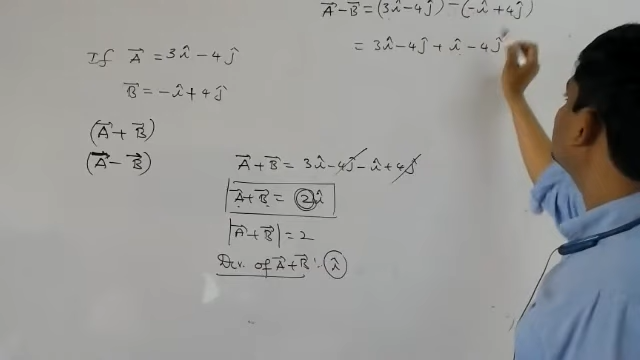 If A⃗ = 3î - 4ĵ
B⃗ = -î + 4ĵ
(A⃗ + B⃗)
(A⃗ - B⃗)
A⃗ + B⃗ = 3î - 4ĵ - î + 4ĵ
A⃗ + B⃗ = 2î
|A⃗ + B⃗| = 2
Dir. of A⃗ + B⃗ : î
A⃗ - B⃗ = (3î - 4ĵ) - (-î + 4ĵ)
= 3î - 4ĵ + î - 4ĵ